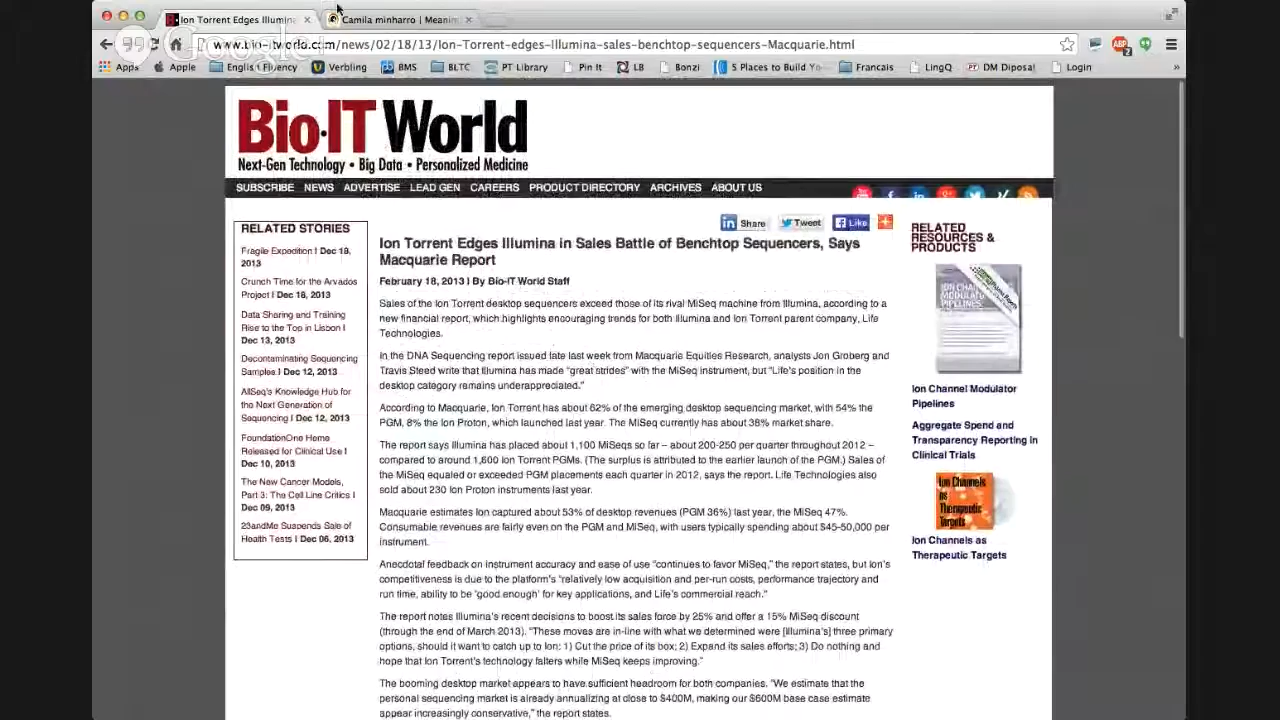 Ion Torrent Edges Illumina
Camila minharro | Meanin
www.bio-itworld.com/news/02/18/13/Ion-Torrent-edges-Illumina-sales-benchtop-sequencers-Macquarie.html
Google
Apps Apple English Fluency Verbling BMS BLTC PT Library Pin It LB Bonzi 5 Places to Build Yo Francais LingQ DM Diposal Login »
Bio·IT World
Next-Gen Technology • Big Data • Personalized Medicine
SUBSCRIBE NEWS ADVERTISE LEAD GEN CAREERS PRODUCT DIRECTORY ARCHIVES ABOUT US
RELATED STORIES
Fragile Expedition | Dec 18,
2013
Crunch Time for the Arvados
Project | Dec 18, 2013
Data Sharing and Training
Rise to the Top in Lisbon |
Dec 13, 2013
Decontaminating Sequencing
Samples | Dec 12, 2013
AllSeq's Knowledge Hub for
the Next Generation of
Sequencing | Dec 12, 2013
FoundationOne Heme
Released for Clinical Use |
Dec 10, 2013
The New Cancer Models,
Part 3: The Cell Line Critics |
Dec 09, 2013
23andMe Suspends Sale of
Health Tests | Dec 06, 2013
Share Tweet Like
Ion Torrent Edges Illumina in Sales Battle of Benchtop Sequencers, Says
Macquarie Report
February 18, 2013 | By Bio-IT World Staff
Sales of the Ion Torrent desktop sequencers exceed those of its rival MiSeq machine from Illumina, according to a
new financial report, which highlights encouraging trends for both Illumina and Ion Torrent parent company, Life
Technologies.
In the DNA Sequencing report issued late last week from Macquarie Equities Research, analysts Jon Groberg and
Travis Steed write that Illumina has made "great strides" with the MiSeq instrument, but "Life's position in the
desktop category remains underappreciated."
According to Macquarie, Ion Torrent has about 62% of the emerging desktop sequencing market, with 54% the
PGM, 8% the Ion Proton, which launched last year. The MiSeq currently has about 38% market share.
The report says Illumina has placed about 1,100 MiSeqs so far – about 200-250 per quarter throughout 2012 –
compared to around 1,600 Ion Torrent PGMs. (The surplus is attributed to the earlier launch of the PGM.) Sales of
the MiSeq equaled or exceeded PGM placements each quarter in 2012, says the report. Life Technologies also
sold about 230 Ion Proton instruments last year.
Macquarie estimates Ion captured about 53% of desktop revenues (PGM 36%) last year, the MiSeq 47%.
Consumable revenues are fairly even on the PGM and MiSeq, with users typically spending about $45-50,000 per
instrument.
Anecdotal feedback on instrument accuracy and ease of use "continues to favor MiSeq," the report states, but Ion's
competitiveness is due to the platform's "relatively low acquisition and per-run costs, performance trajectory and
run time, ability to be 'good enough' for key applications, and Life's commercial reach."
The report notes Illumina's recent decisions to boost its sales force by 25% and offer a 15% MiSeq discount
(through the end of March 2013). "These moves are in-line with what we determined were [Illumina's] three primary
options, should it want to catch up to Ion: 1) Cut the price of its box; 2) Expand its sales efforts; 3) Do nothing and
hope that Ion Torrent's technology falters while MiSeq keeps improving."
The booming desktop market appears to have sufficient headroom for both companies. "We estimate that the
personal sequencing market is already annualizing at close to $400M, making our $600M base case estimate
appear increasingly conservative," the report states.
RELATED
RESOURCES &
PRODUCTS
ION CHANNEL
MODULATOR
PIPELINES
Ion Channel Modulator
Pipelines
Aggregate Spend and
Transparency Reporting in
Clinical Trials
Ion Channels
as
Therapeutic
Targets
Ion Channels as
Therapeutic Targets